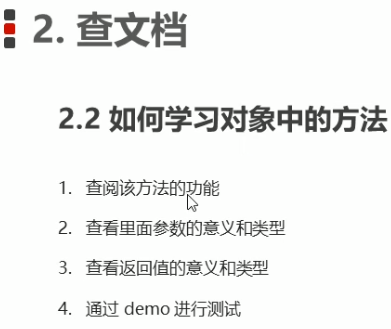 2. 查文档
2.2 如何学习对象中的方法
1. 查阅该方法的功能
2. 查看里面参数的意义和类型
3. 查看返回值的意义和类型
4. 通过 demo 进行测试